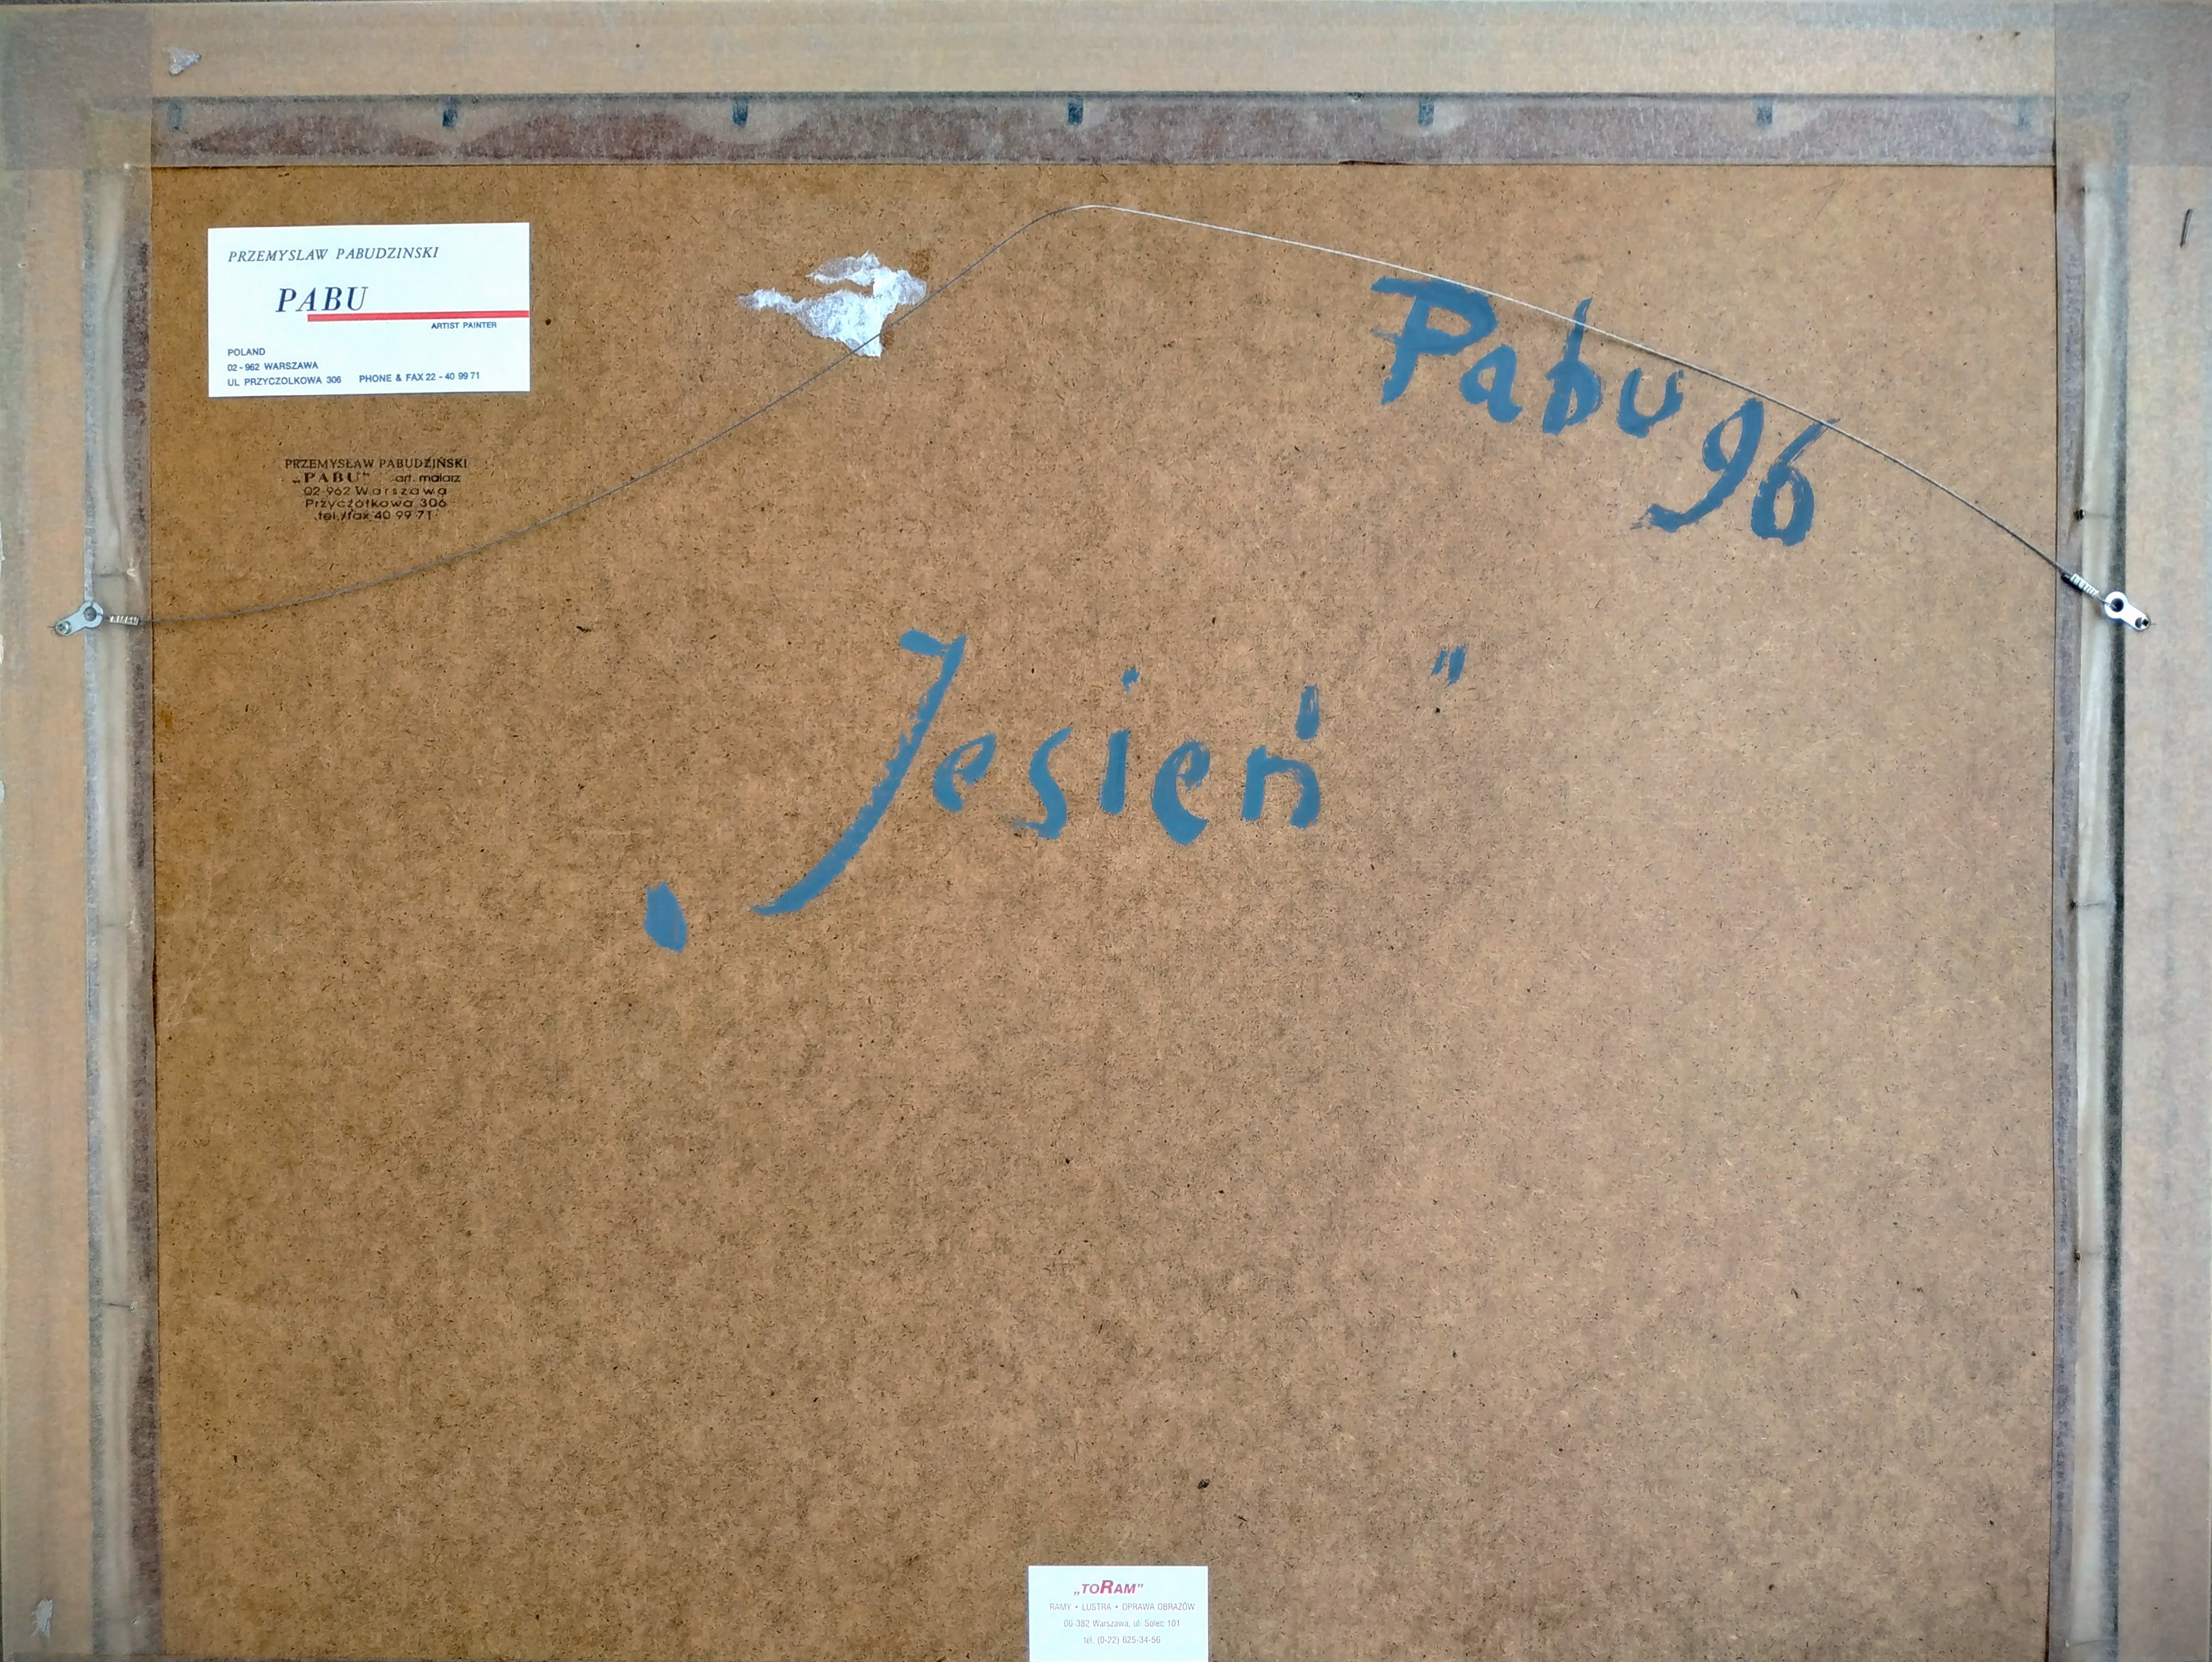 PRZEMYSLAW PABUDZINSKI
PABU
ARTIST PAINTER
POLAND
02 - 962 WARSZAWA
UL PRZYCZOLKOWA 306 PHONE & FAX 22 - 40 99 71
PRZEMYSŁAW PABUDZIŃSKI
„PABU" art. malarz
02-962 Warszawa
Przyczółkowa 306
tel./fax 40 99 71
Pabu 96
, Jesień "
„TORAM"
RAMY • LUSTRA • OPRAWA OBRAZÓW
00-382 Warszawa, ul. Solec 101
tel. (0-22) 625-34-56